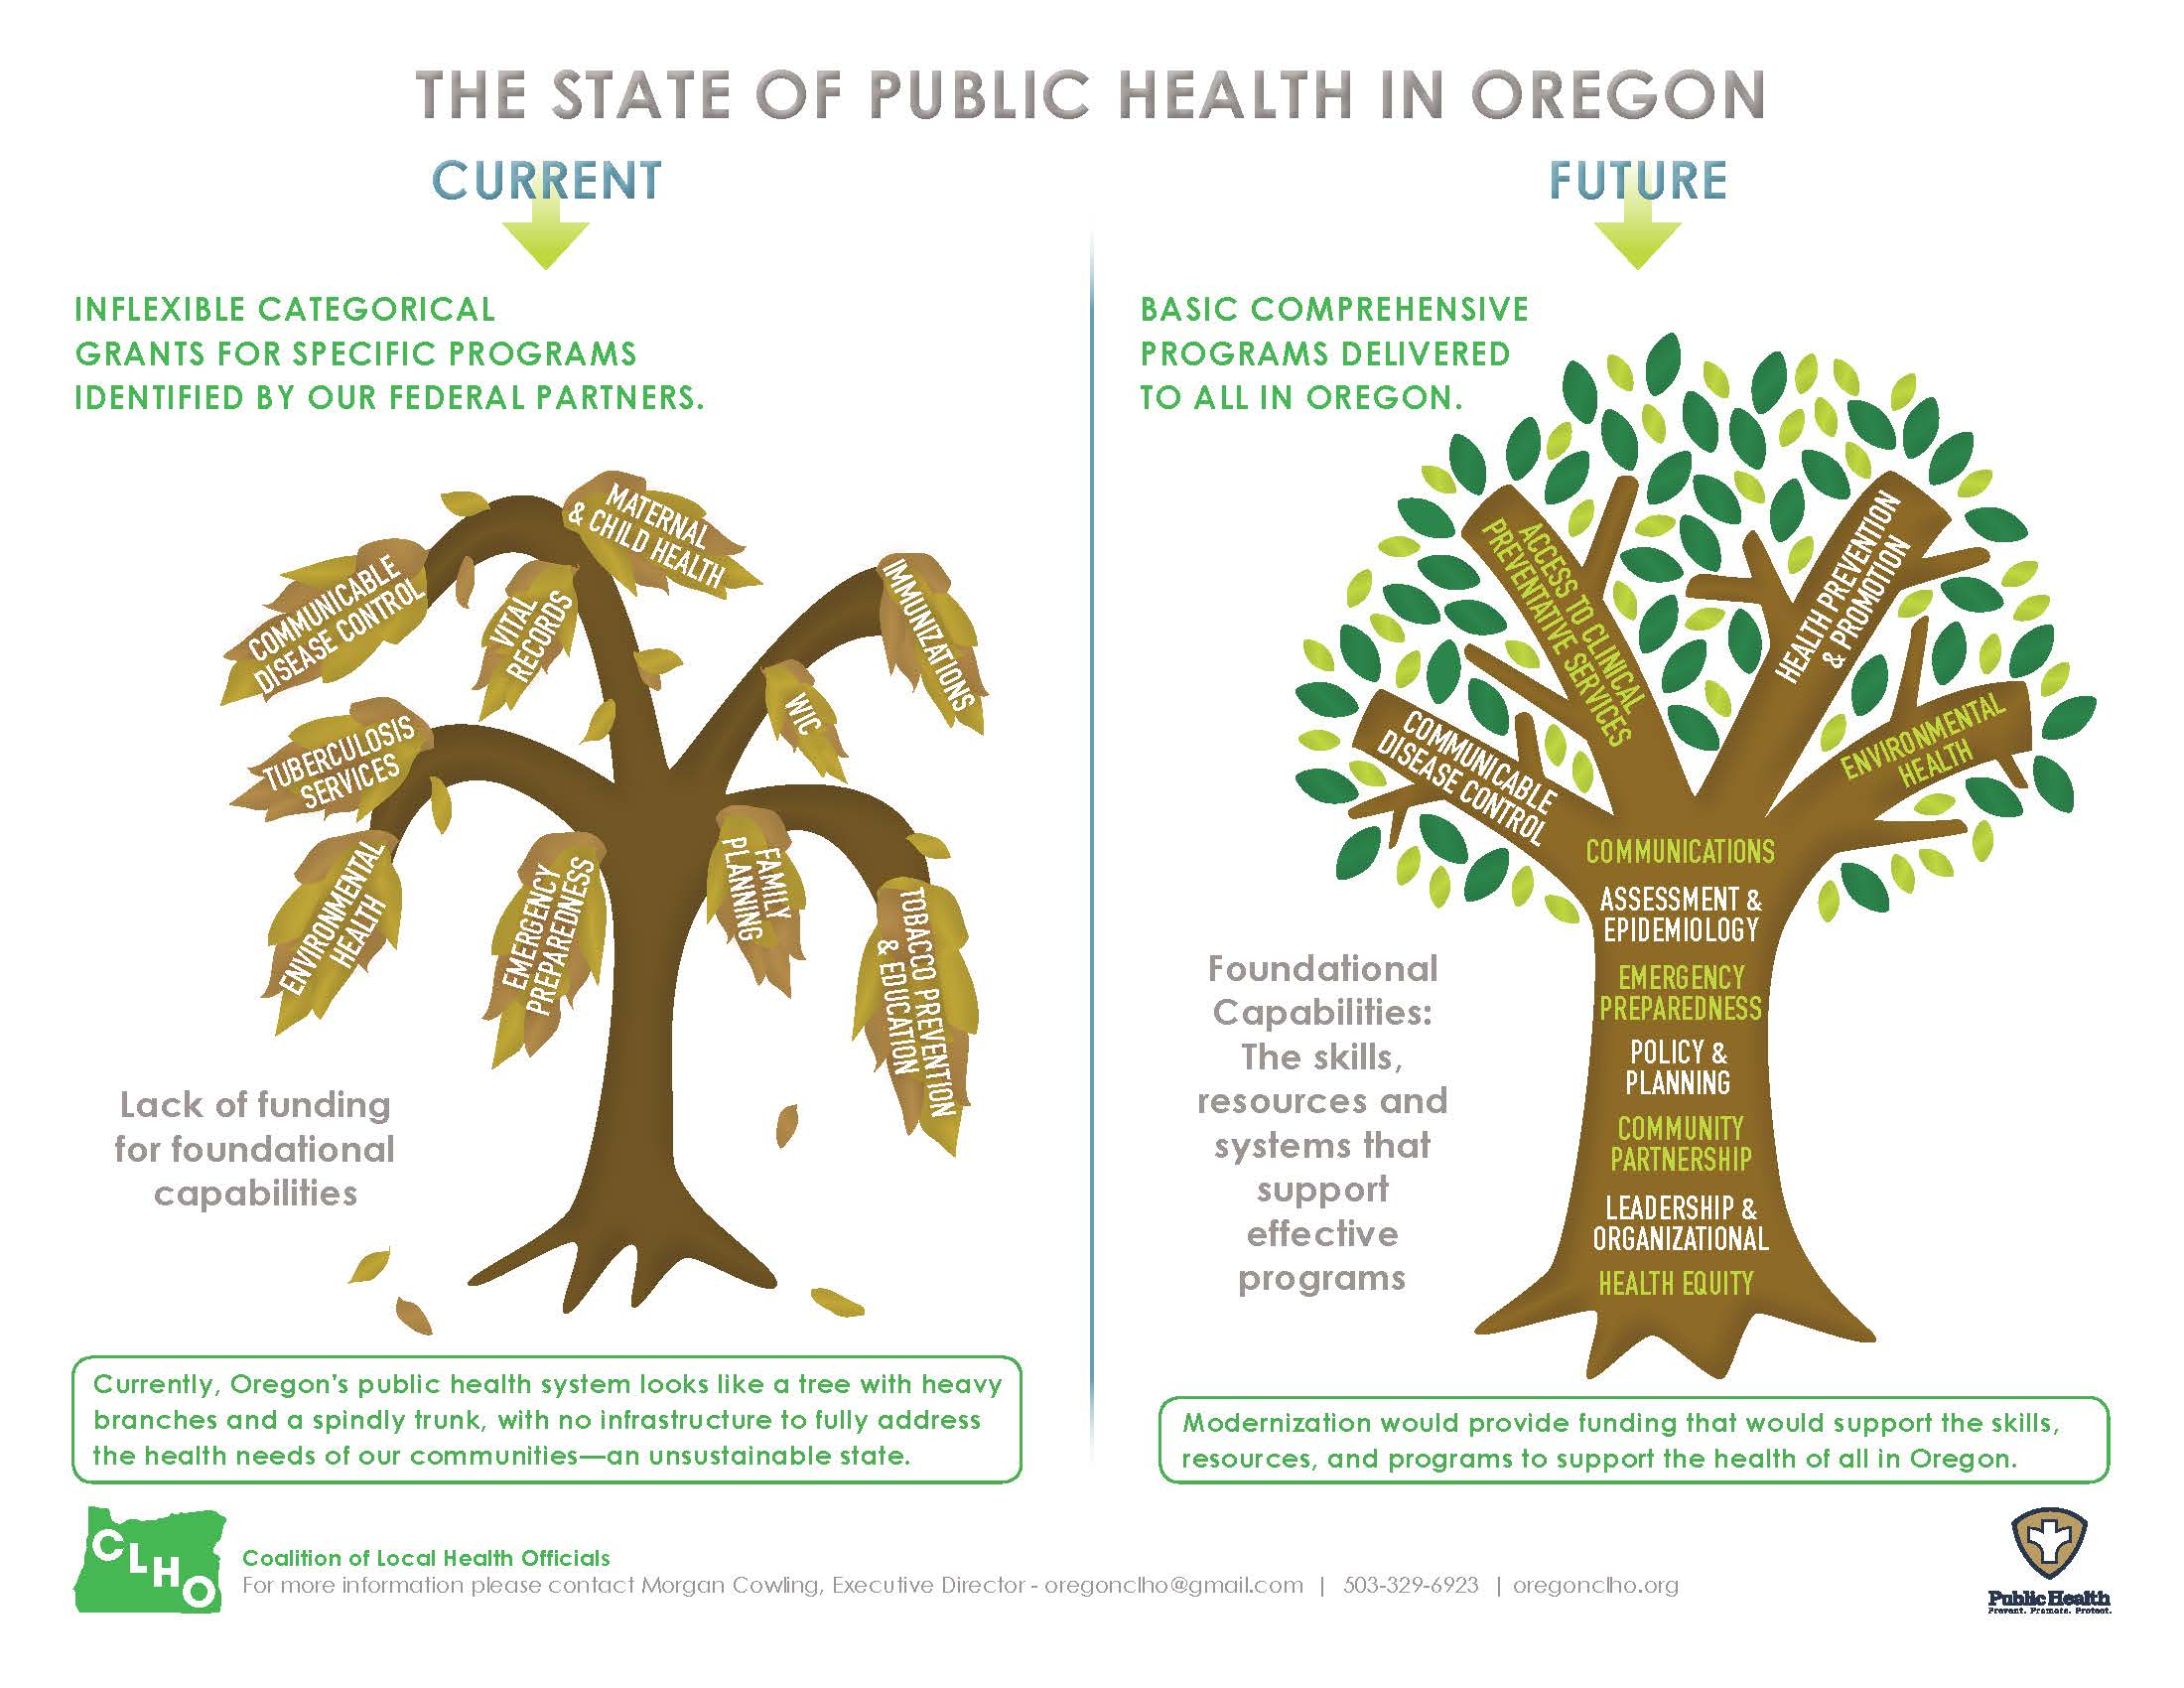 THE STATE OF PUBLIC HEALTH IN OREGON
CURRENT
INFLEXIBLE CATEGORICAL
GRANTS FOR SPECIFIC PROGRAMS
IDENTIFIED BY OUR FEDERAL PARTNERS.
MATERNAL
& CHILD HEALTH
COMMUNICABLE
DISEASE CONTROL
VITAL
RECORDS
IMMUNIZATIONS
WIC
TUBERCULOSIS
SERVICES
ENVIRONMENTAL
HEALTH
EMERGENCY
PREPAREDNESS
FAMILY
PLANNING
TOBACCO PREVENTION
& EDUCATION
Lack of funding
for foundational
capabilities
Currently, Oregon's public health system looks like a tree with heavy
branches and a spindly trunk, with no infrastructure to fully address
the health needs of our communities—an unsustainable state.
FUTURE
BASIC COMPREHENSIVE
PROGRAMS DELIVERED
TO ALL IN OREGON.
COMMUNICABLE
DISEASE CONTROL
ACCESS TO CLINICAL
PREVENTATIVE SERVICES
HEALTH PREVENTION
& PROMOTION
ENVIRONMENTAL
HEALTH
COMMUNICATIONS
ASSESSMENT &
EPIDEMIOLOGY
EMERGENCY
PREPAREDNESS
POLICY &
PLANNING
COMMUNITY
PARTNERSHIP
LEADERSHIP &
ORGANIZATIONAL
HEALTH EQUITY
Foundational
Capabilities:
The skills,
resources and
systems that
support
effective
programs
Modernization would provide funding that would support the skills,
resources, and programs to support the health of all in Oregon.
CLHO
Coalition of Local Health Officials
For more information please contact Morgan Cowling, Executive Director - oregonclho@gmail.com | 503-329-6923 | oregonclho.org
Public Health
Prevent. Promote. Protect.